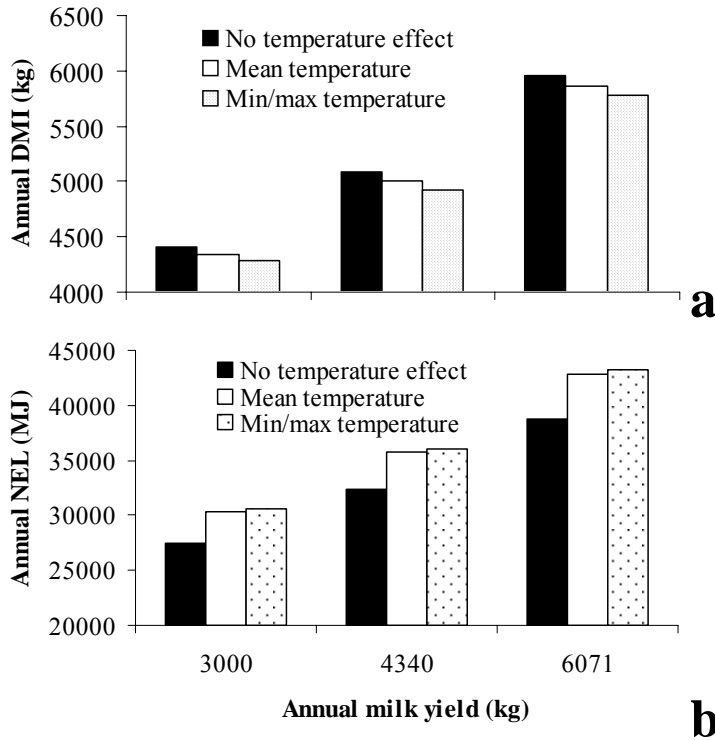 6500
6000
5500
5000
4500
4000
Annual DMI (kg)
No temperature effect
Mean temperature
Min/max temperature
a
45000
40000
35000
30000
25000
20000
Annual NEL (MJ)
No temperature effect
Mean temperature
Min/max temperature
3000 4340 6071
Annual milk yield (kg)
b